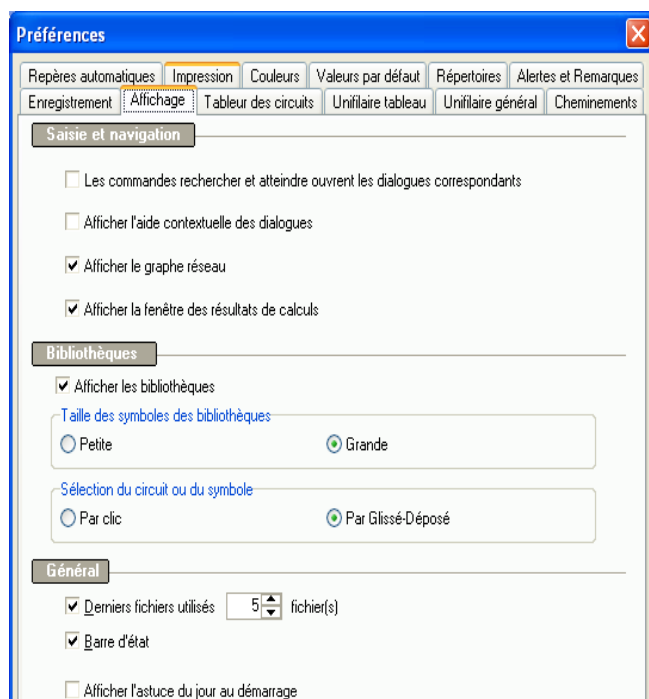 Préférences
Repères automatiques Impression Couleurs Valeurs par défaut Répertoires Alertes et Remarques
Enregistrement Affichage Tableur des circuits Unifilaire tableau Unifilaire général Cheminements
Saisie et navigation
Les commandes rechercher et atteindre ouvrent les dialogues correspondants
Afficher l'aide contextuelle des dialogues
Afficher le graphe réseau
Afficher la fenêtre des résultats de calculs
Bibliothèques
Afficher les bibliothèques
Taille des symboles des bibliothèques
Petite Grande
Sélection du circuit ou du symbole
Par clic Par Glissé-Déposé
Général
Derniers fichiers utilisés 5 fichier(s)
Barre d'état
Afficher l'astuce du jour au démarrage